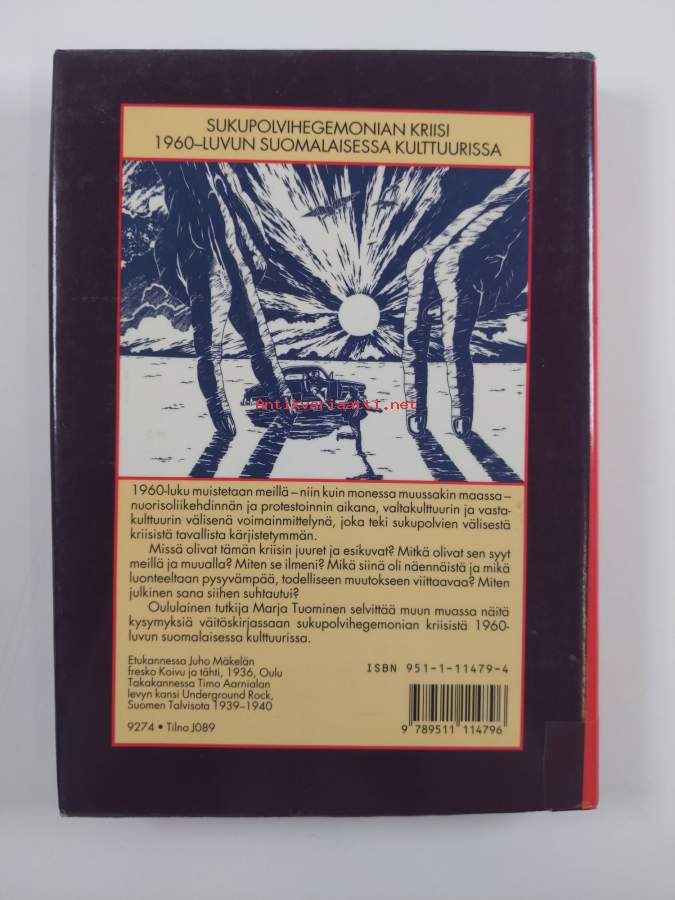 SUKUPOLVIHEGEMONIAN KRIISI
1960–LUVUN SUOMALAISESSA KULTTUURISSA
Antikvariaatti.net
1960-luku muistetaan meillä – niin kuin monessa muussakin maassa –
nuorisoliikehdinnän ja protestoinnin aikana, valtakulttuurin ja vasta-
kulttuurin välisenä voimainmittelynä, joka teki sukupolvien välisestä
kriisistä tavallista kärjistetymmän.
Missä olivat tämän kriisin juuret ja esikuvat? Mitkä olivat sen syyt
meillä ja muualla? Miten se ilmeni? Mikä siinä oli näennäistä ja mikä
luonteeltaan pysyvämpää, todelliseen muutokseen viittaavaa? Miten
julkinen sana siihen suhtautui?
Oululainen tutkija Marja Tuominen selvittää muun muassa näitä
kysymyksiä väitöskirjassaan sukupolvihegemonian kriisistä 1960-
luvun suomalaisessa kulttuurissa.
Etukannessa Juho Mäkelän
fresko Koivu ja tähti, 1936, Oulu
Takakannessa Timo Aarnialan
levyn kansi Underground Rock,
Suomen Talvisota 1939–1940
9274 • Tilno J089
ISBN 951-1-11479-4
9 789511 114796